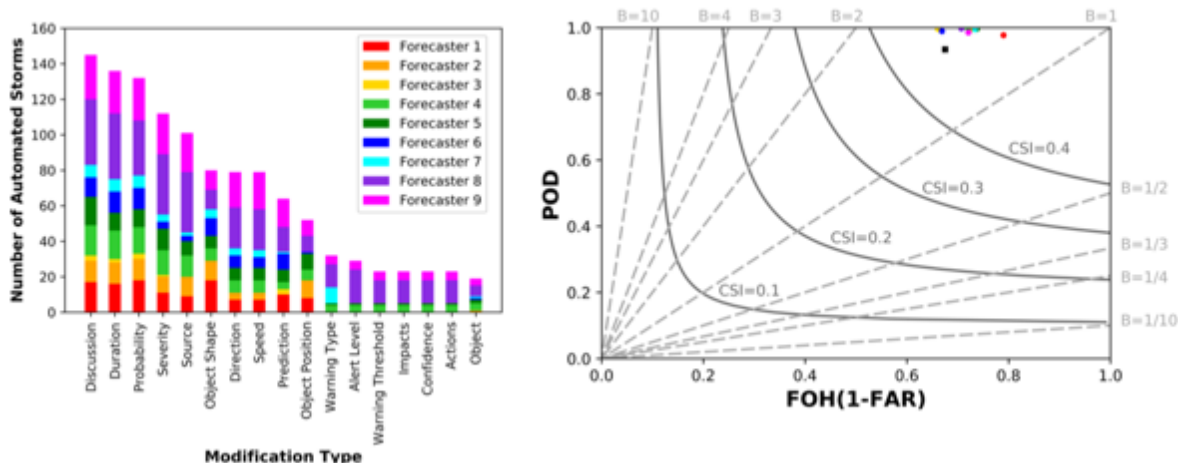 160
140
120
100
80
60
40
20
0
Number of Automated Storms
Forecaster 1
Forecaster 2
Forecaster 3
Forecaster 4
Forecaster 5
Forecaster 6
Forecaster 7
Forecaster 8
Forecaster 9
Discussion
Duration
Probability
Severity
Source
Object Shape
Direction
Speed
Prediction
Object Position
Warning Type
Alert Level
Warning Threshold
Impacts
Confidence
Actions
Object
Modification Type
B=10 B=4 B=3 B=2 B=1
1.0
0.8
0.6
0.4
0.2
0.0
POD
CSI=0.4
CSI=0.3
CSI=0.2
CSI=0.1
B=1/2
B=1/3
B=1/4
B=1/10
0.0 0.2 0.4 0.6 0.8 1.0
FOH(1-FAR)